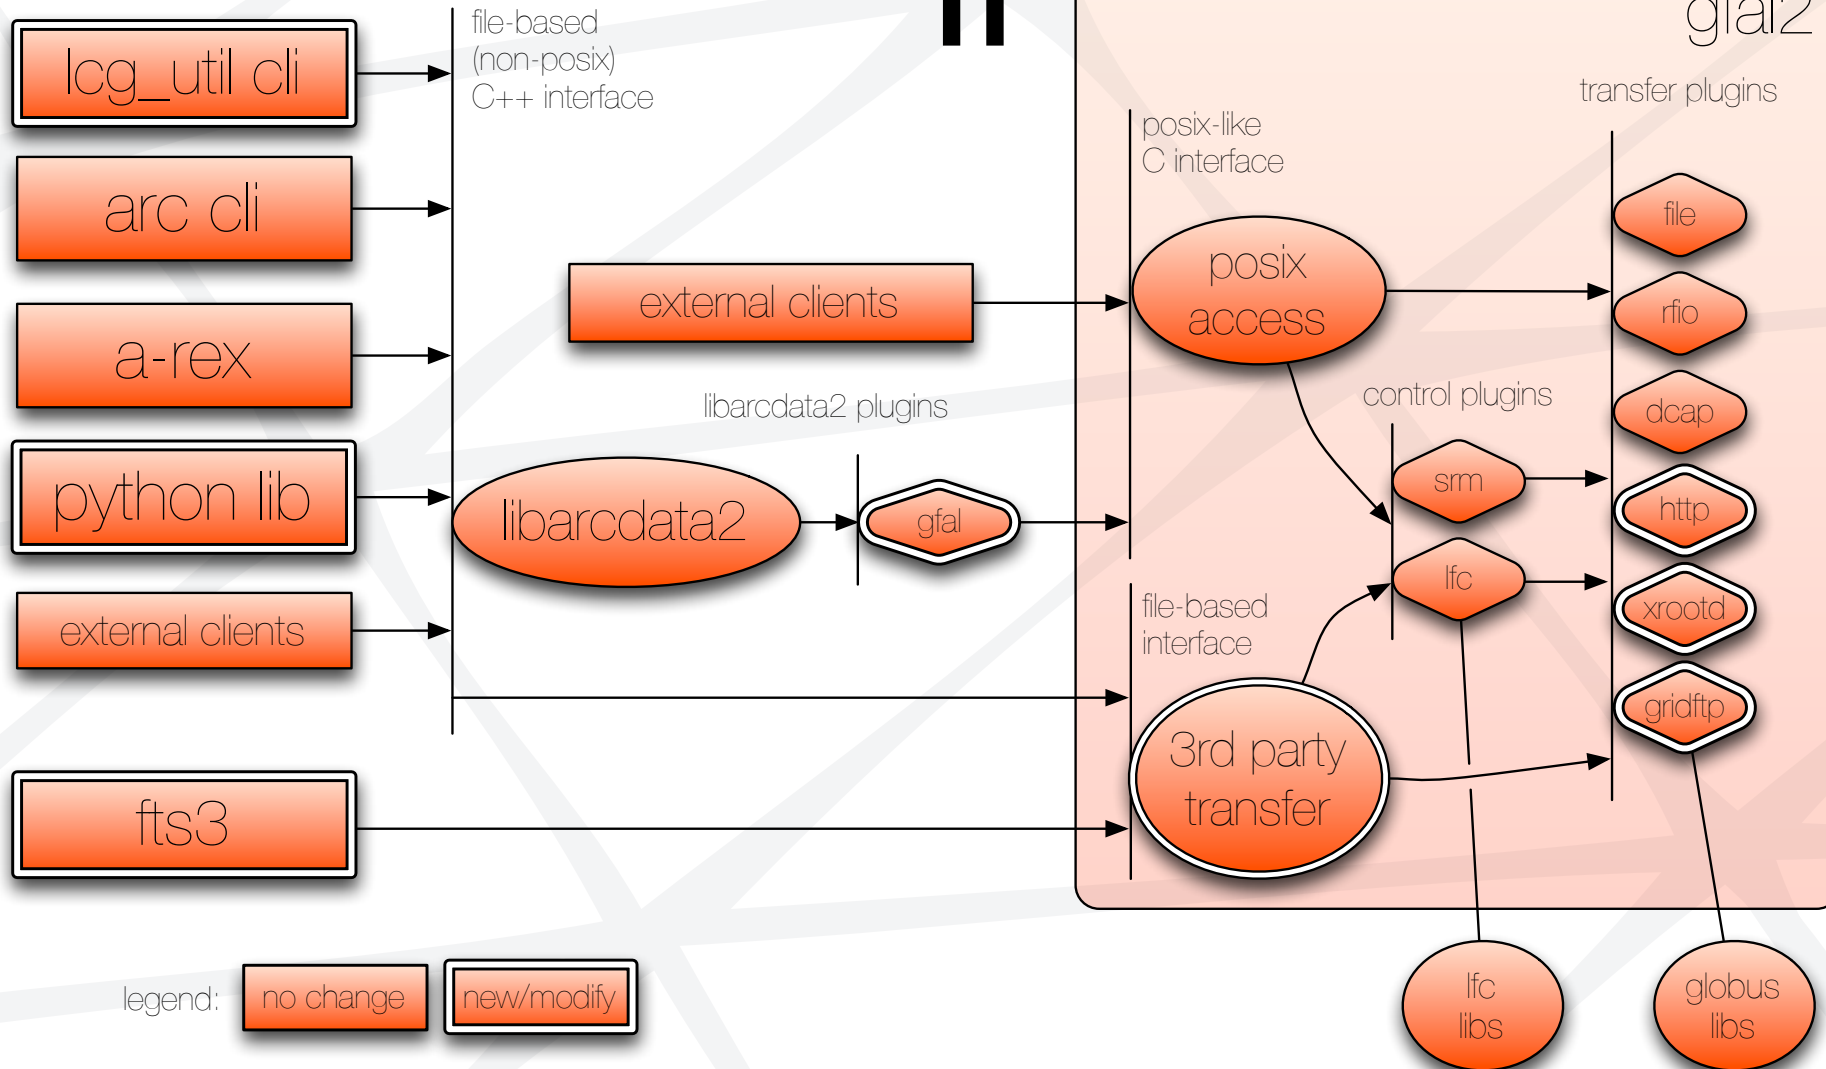 file-based
(non-posix)
C++ interface
lcg_util cli
arc cli
a-rex
python lib
external clients
fts3
external clients
libarcdata2 plugins
libarcdata2
gfal
gfal2
transfer plugins
posix-like
C interface
posix
access
control plugins
srm
lfc
file
rfio
dcap
http
xrootd
gridftp
file-based
interface
3rd party
transfer
lfc
libs
globus
libs
legend:
no change
new/modify